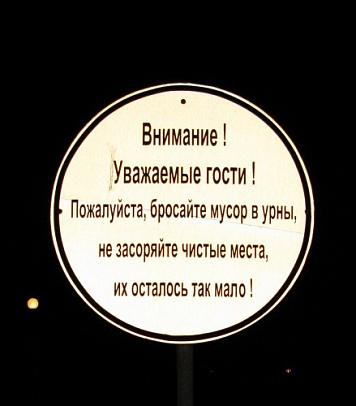 Внимание !
Уважаемые гости !
Пожалуйста, бросайте мусор в урны,
не засоряйте чистые места,
их осталось так мало !